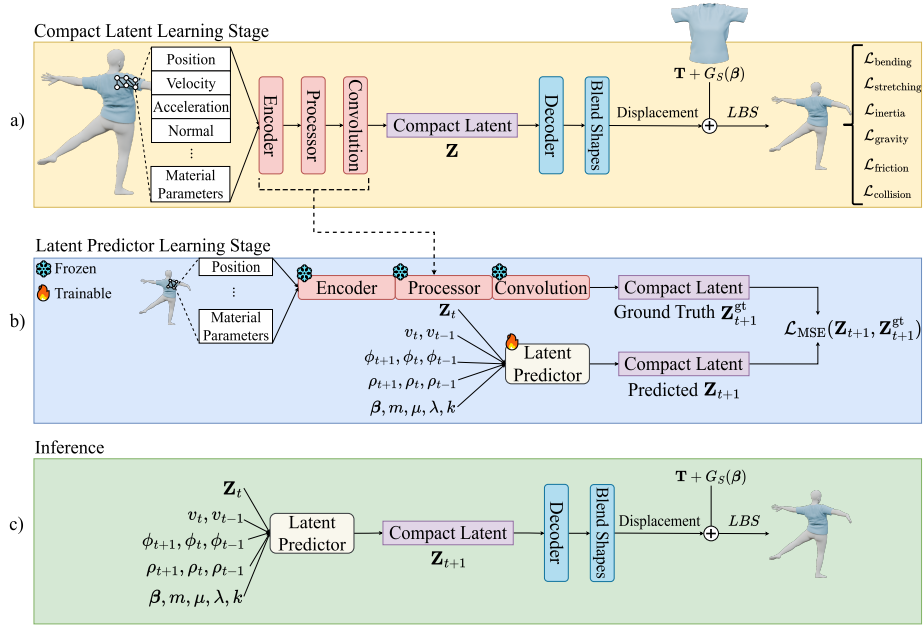 Compact Latent Learning Stage
a)
Position
Velocity
Acceleration
Normal
⋮
Material
Parameters
Encoder
Processor
Convolution
Compact Latent
Z
Decoder
Blend Shapes
Displacement
T + G_S(β)
LBS
ℒ_bending
ℒ_stretching
ℒ_inertia
ℒ_gravity
ℒ_friction
ℒ_collision
Latent Predictor Learning Stage
Frozen
Trainable
b)
Position
⋮
Material
Parameters
Encoder
Processor
Convolution
Compact Latent
Ground Truth Z^gt_{t+1}
ℒ_MSE(Z_{t+1}, Z^gt_{t+1})
Z_t
v_t, v_{t−1}
ϕ_{t+1}, ϕ_t, ϕ_{t−1}
ρ_{t+1}, ρ_t, ρ_{t−1}
β, m, μ, λ, k
Latent
Predictor
Compact Latent
Predicted Z_{t+1}
Inference
c)
Z_t
v_t, v_{t−1}
ϕ_{t+1}, ϕ_t, ϕ_{t−1}
ρ_{t+1}, ρ_t, ρ_{t−1}
β, m, μ, λ, k
Latent
Predictor
Compact Latent
Z_{t+1}
Decoder
Blend Shapes
Displacement
T + G_S(β)
LBS